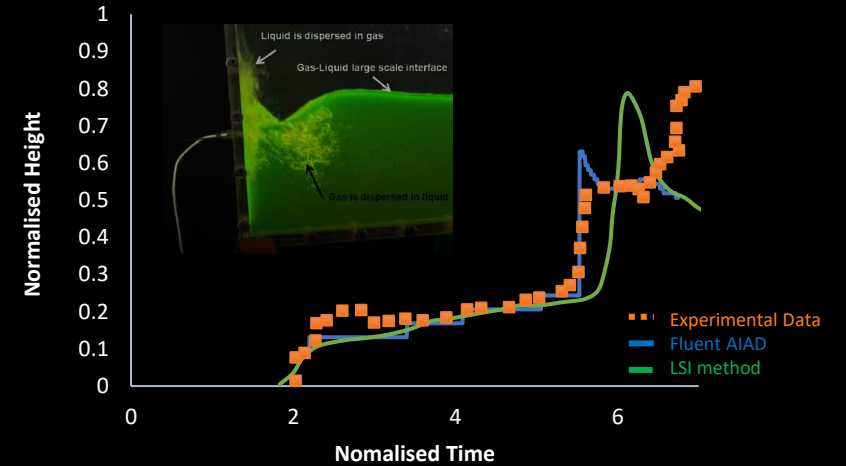 1
0.9
0.8
0.7
0.6
0.5
0.4
0.3
0.2
0.1
0
Normalised Height
Liquid is dispersed in gas
Gas-Liquid large scale interface
Gas is dispersed in liquid
Experimental Data
Fluent AIAD
LSI method
0 2 4 6
Nomalised Time